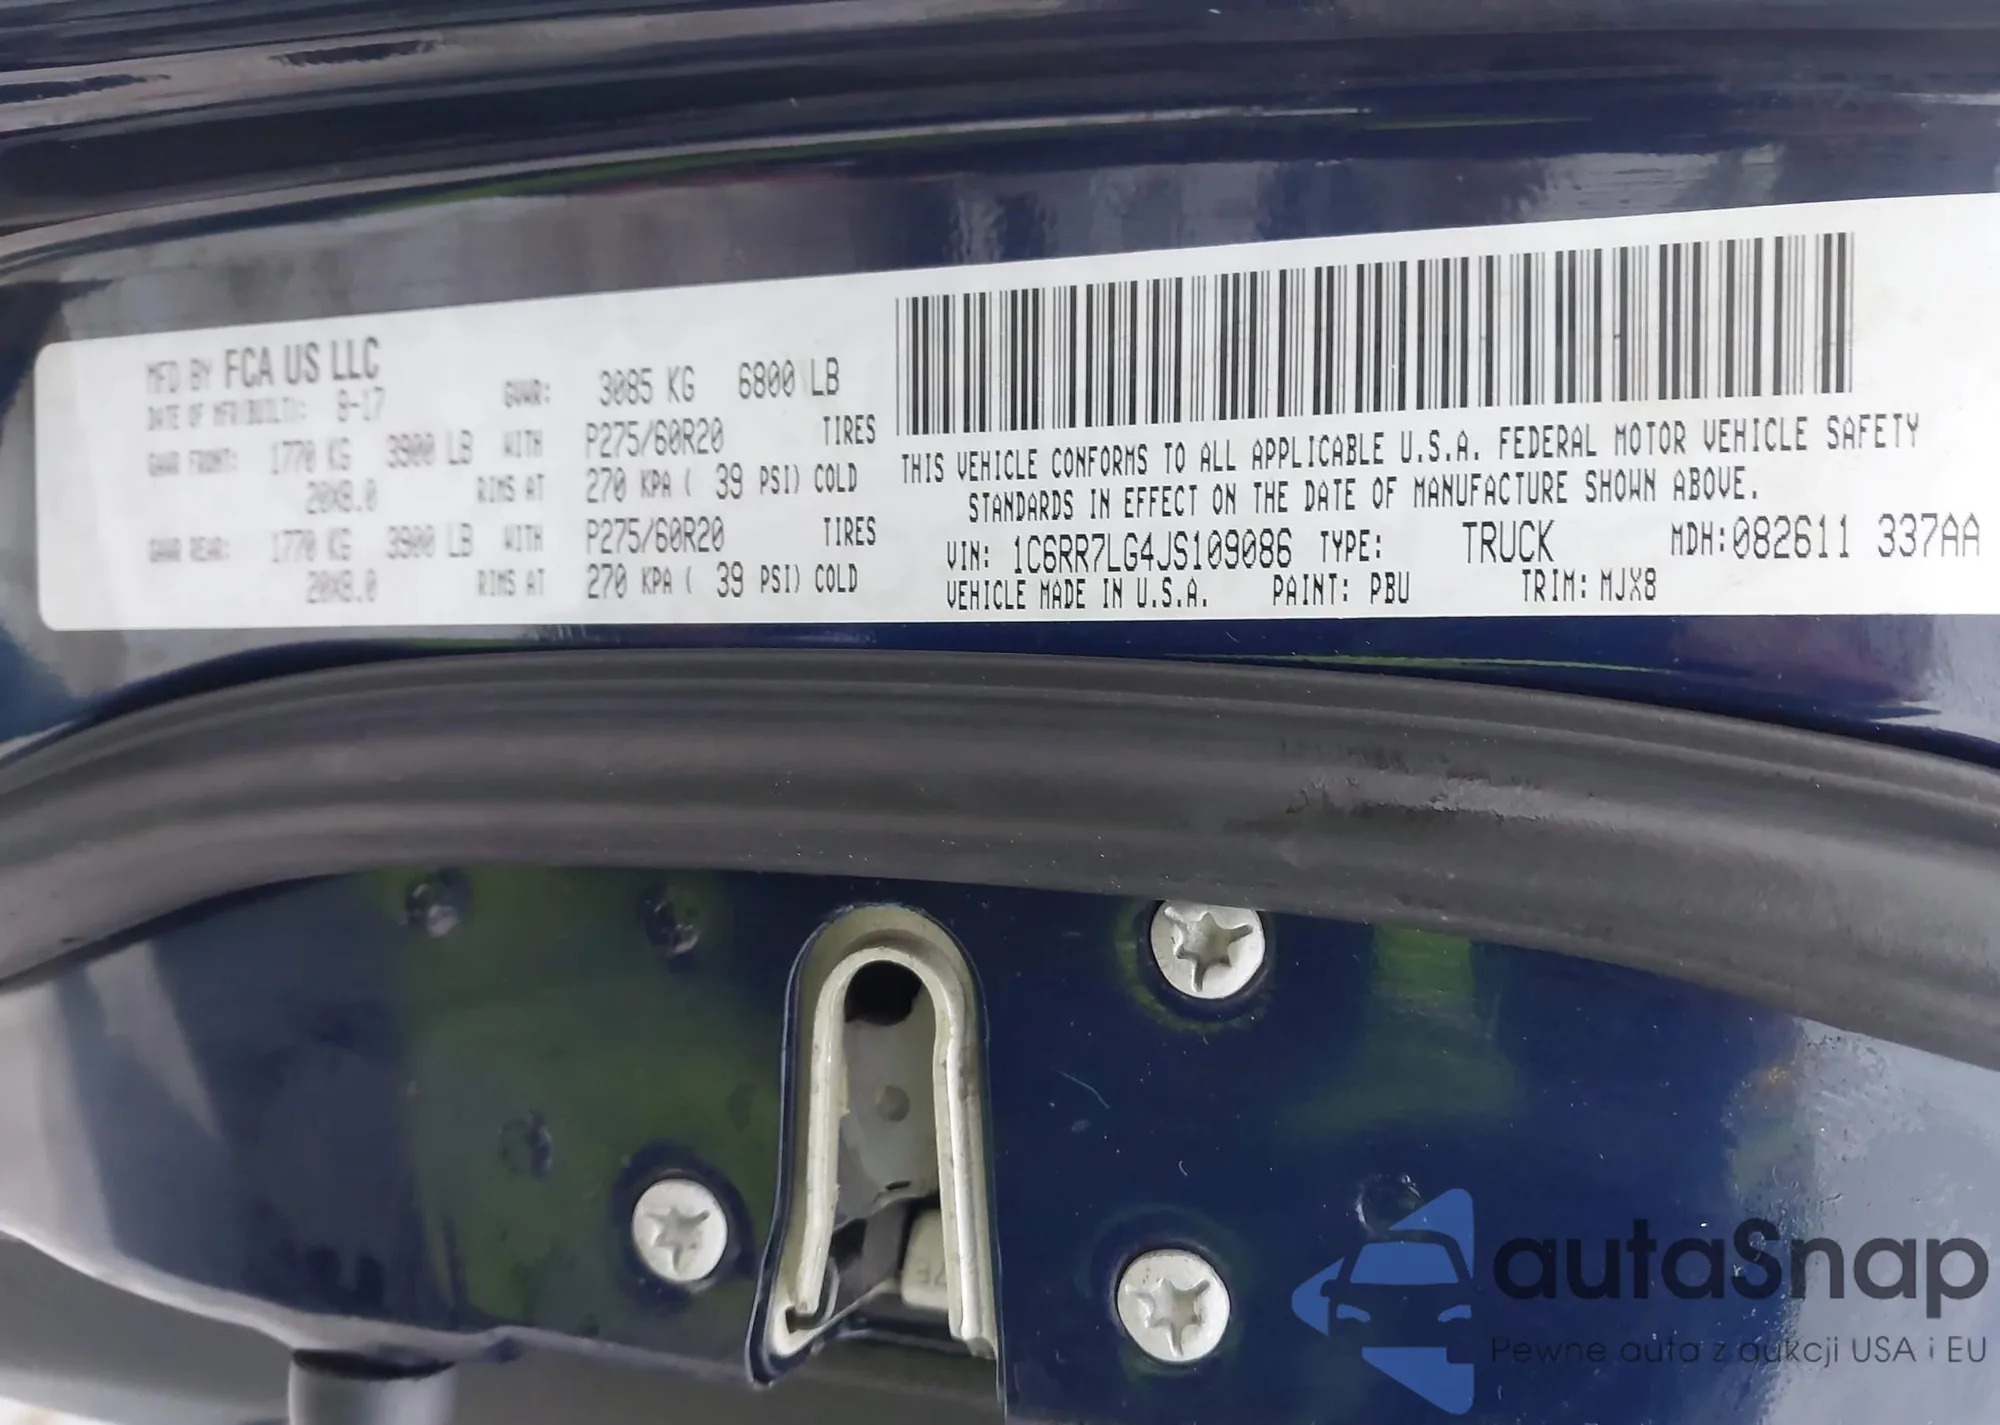 MFD BY FCA US LLC
DATE OF MFR(BUILT): 8-17 GVWR: 3085 KG 6800 LB
GAWR FRONT: 1770 KG 3900 LB WITH P275/60R20 TIRES
20X8.0 RIMS AT 270 KPA ( 39 PSI) COLD
GAWR REAR: 1770 KG 3900 LB WITH P275/60R20 TIRES
20X8.0 RIMS AT 270 KPA ( 39 PSI) COLD
THIS VEHICLE CONFORMS TO ALL APPLICABLE U.S.A. FEDERAL MOTOR VEHICLE SAFETY
STANDARDS IN EFFECT ON THE DATE OF MANUFACTURE SHOWN ABOVE.
VIN: 1C6RR7LG4JS109086 TYPE: TRUCK MDH:082611 337AA
VEHICLE MADE IN U.S.A. PAINT: PBU TRIM: MJX8
autaSnap
Pewne auta z aukcji USA i EU